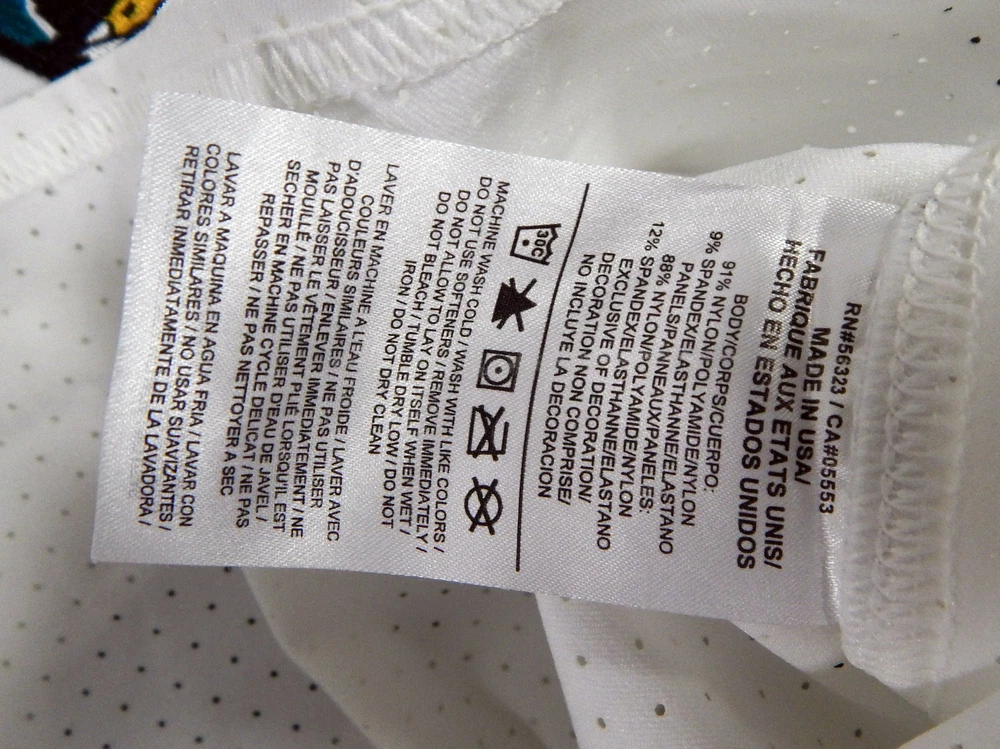 RN#56323 / CA#05553
MADE IN USA/
FABRIQUE AUX ETATS UNIS/
HECHO EN ESTADOS UNIDOS
BODY/CORPS/CUERPO:
91% NYLON/POLYAMIDE/NYLON
9% SPANDEX/ELASTHANNE/ELASTANO
PANELS/PANNEAUX/PANELES:
88% NYLON/POLYAMIDE/NYLON
12% SPANDEX/ELASTHANNE/ELASTANO
EXCLUSIVE OF DECORATION/
DECORATION NON COMPRISE/
NO INCLUYE LA DECORACION
30C
MACHINE WASH COLD / WASH WITH LIKE COLORS /
DO NOT USE SOFTENERS / REMOVE IMMEDIATELY /
DO NOT ALLOW TO LAY ON ITSELF WHEN WET /
DO NOT BLEACH / TUMBLE DRY LOW / DO NOT
IRON / DO NOT DRY CLEAN
LAVER EN MACHINE A L'EAU FROIDE / LAVER AVEC
COULEURS SIMILAIRES / NE PAS UTILISER
D'ADOUCISSEUR / ENLEVER IMMÉDIATEMENT / NE
PAS LAISSER LE VÊTEMENT PLIÉ LORSQU'IL EST
MOUILLÉ / NE PAS UTILISER D'EAU DE JAVEL /
SECHER EN MACHINE CYCLE DELICAT / NE PAS
REPASSER / NE PAS NETTOYER A SEC
LAVAR A MAQUINA EN AGUA FRIA / LAVAR CON
COLORES SIMILARES / NO USAR SUAVIZANTES /
RETIRAR INMEDIATAMENTE DE LA LAVADORA /